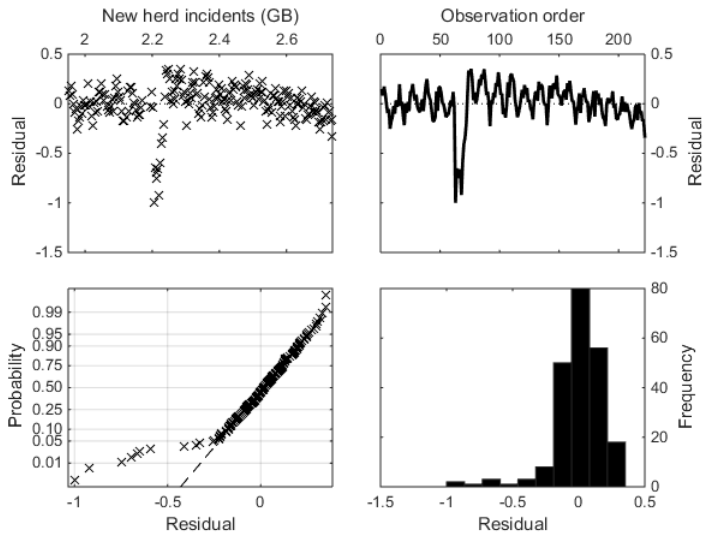 New herd incidents (GB)
2 2.2 2.4 2.6
0.5
0
-0.5
-1
-1.5
Residual
Observation order
0 50 100 150 200
0.5
0
-0.5
-1
-1.5
Residual
Probability
0.99
0.95
0.90
0.75
0.50
0.25
0.10
0.05
0.01
-1 -0.5 0
Residual
80
60
40
20
0
Frequency
-1.5 -1 -0.5 0 0.5
Residual